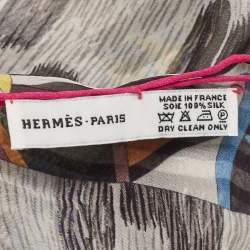 HERMÈS-PARIS
MADE IN FRANCE
SOIE 100% SILK
DRY CLEAN ONLY